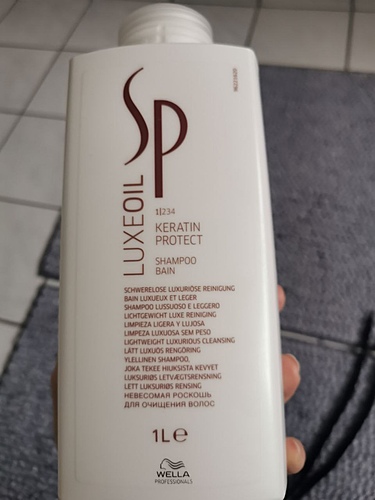 SP
LUXEOIL
1|234
KERATIN
PROTECT
SHAMPOO
BAIN
SCHWERELOSE LUXURIÖSE REINIGUNG
BAIN LUXUEUX ET LEGER
SHAMPOO LUSSUOSO E LEGGERO
LICHTGEWICHT LUXE REINIGING
LIMPIEZA LIGERA Y LUJOSA
LIMPEZA LUXUOSA SEM PESO
LIGHTWEIGHT LUXURIOUS CLEANSING
LÄTT LUXUÖS RENGÖRING
YLELLINEN SHAMPOO,
JOKA TEKEE HIUKSISTA KEVYET
LUKSURIØS LETVÆGTSRENSNING
LETT LUKSURIØS RENSING
НЕВЕСОМАЯ РОСКОШЬ
ДЛЯ ОЧИЩЕНИЯ ВОЛОС
1L℮
WELLA
PROFESSIONALS